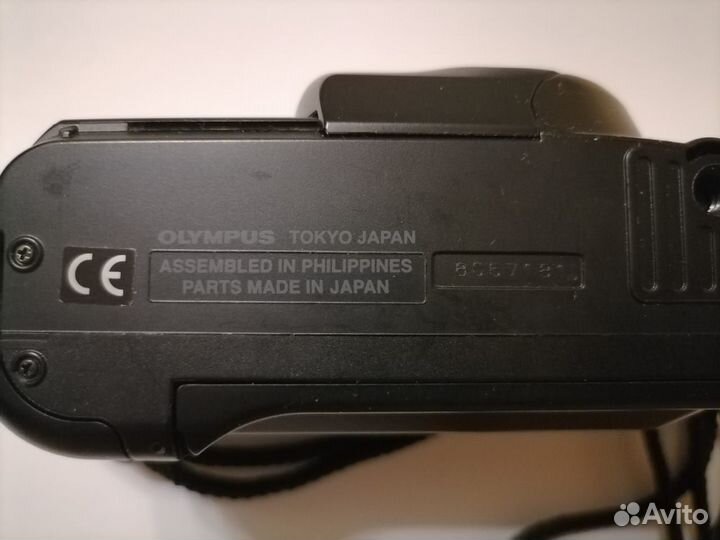 OLYMPUS TOKYO JAPAN
CE
ASSEMBLED IN PHILIPPINES
PARTS MADE IN JAPAN
Avito